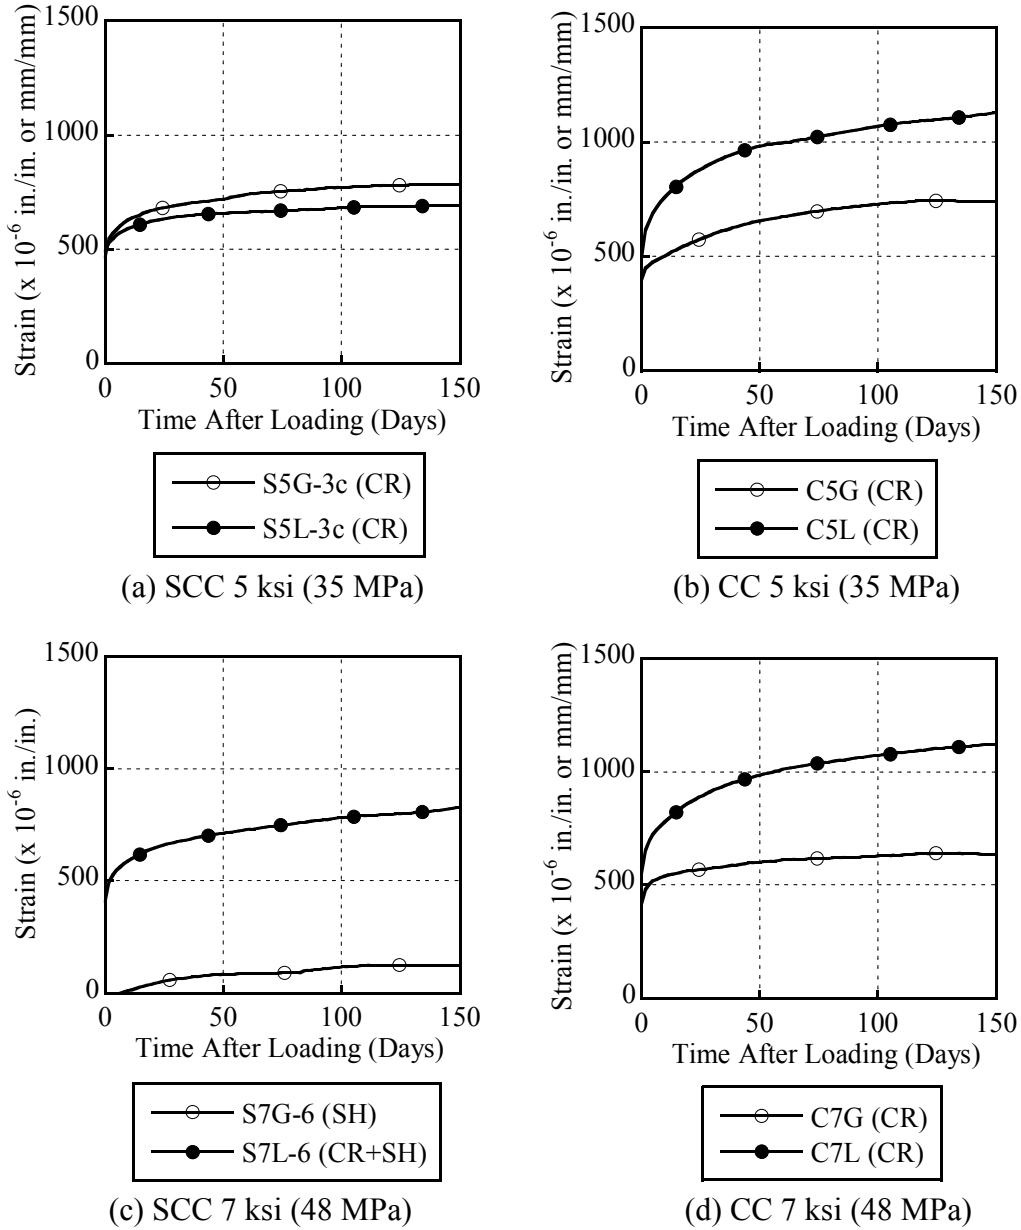 1500
1000
500
0
Strain (x 10⁻⁶ in./in. or mm/mm)
0 50 100 150
Time After Loading (Days)
S5G-3c (CR)
S5L-3c (CR)
(a) SCC 5 ksi (35 MPa)
1500
1000
500
0
Strain (x 10⁻⁶ in./in. or mm/mm)
0 50 100 150
Time After Loading (Days)
C5G (CR)
C5L (CR)
(b) CC 5 ksi (35 MPa)
1500
1000
500
0
Strain (x 10⁻⁶ in./in.)
0 50 100 150
Time After Loading (Days)
S7G-6 (SH)
S7L-6 (CR+SH)
(c) SCC 7 ksi (48 MPa)
1500
1000
500
0
Strain (x 10⁻⁶ in./in. or mm/mm)
0 50 100 150
Time After Loading (Days)
C7G (CR)
C7L (CR)
(d) CC 7 ksi (48 MPa)